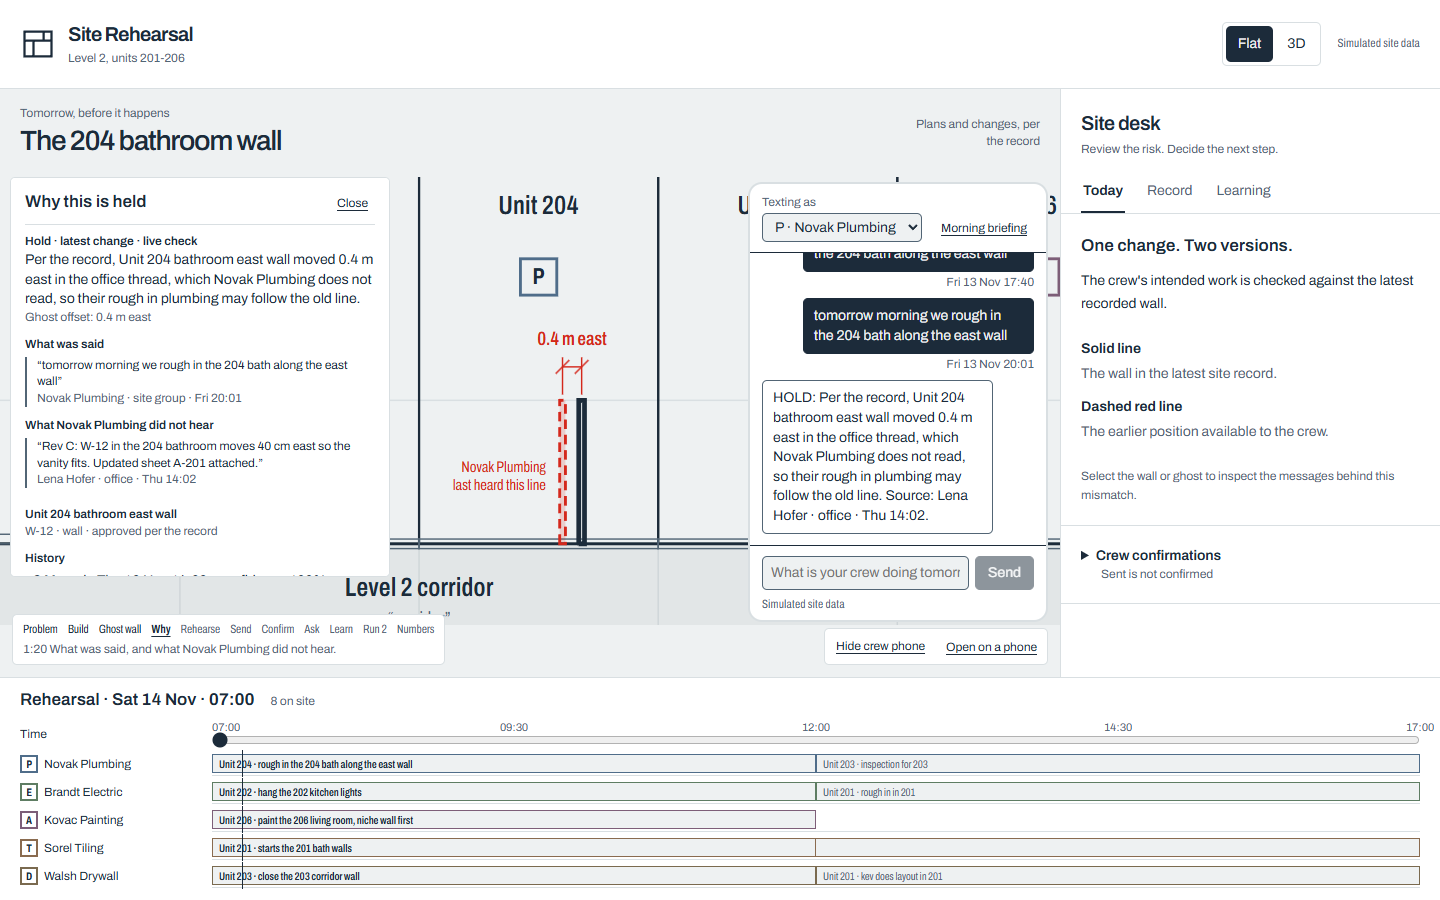 Site Rehearsal
Level 2, units 201-206
Flat
3D
Simulated site data
Tomorrow, before it happens
The 204 bathroom wall
Plans and changes, per
the record
Why this is held
Close
Hold · latest change · live check
Per the record, Unit 204 bathroom east wall moved 0.4 m
east in the office thread, which Novak Plumbing does not
read, so their rough in plumbing may follow the old line.
Ghost offset: 0.4 m east
What was said
“tomorrow morning we rough in the 204 bath along the east
wall”
Novak Plumbing · site group · Fri 20:01
What Novak Plumbing did not hear
“Rev C: W-12 in the 204 bathroom moves 40 cm east so the
vanity fits. Updated sheet A-201 attached.”
Lena Hofer · office · Thu 14:02
Unit 204 bathroom east wall
W-12 · wall · approved per the record
History
Unit 204
P
0.4 m east
Novak Plumbing
last heard this line
Level 2 corridor
U
6
Texting as
P · Novak Plumbing
Morning briefing
the 204 bath along the east wall
Fri 13 Nov 17:40
tomorrow morning we rough in
the 204 bath along the east wall
Fri 13 Nov 20:01
HOLD: Per the record, Unit 204
bathroom east wall moved 0.4 m
east in the office thread, which
Novak Plumbing does not read,
so their rough in plumbing may
follow the old line. Source: Lena
Hofer · office · Thu 14:02.
What is your crew doing tomorr
Send
Simulated site data
Hide crew phone
Open on a phone
Problem Build Ghost wall Why Rehearse Send Confirm Ask Learn Run 2 Numbers
1:20 What was said, and what Novak Plumbing did not hear.
Site desk
Review the risk. Decide the next step.
Today Record Learning
One change. Two versions.
The crew's intended work is checked against the latest
recorded wall.
Solid line
The wall in the latest site record.
Dashed red line
The earlier position available to the crew.
Select the wall or ghost to inspect the messages behind this
mismatch.
Crew confirmations
Sent is not confirmed
Rehearsal · Sat 14 Nov · 07:00 8 on site
Time
07:00 09:30 12:00 14:30 17:00
P Novak Plumbing
Unit 204 · rough in the 204 bath along the east wall
Unit 203 · inspection for 203
E Brandt Electric
Unit 202 · hang the 202 kitchen lights
Unit 201 · rough in in 201
A Kovac Painting
Unit 206 · paint the 206 living room, niche wall first
T Sorel Tiling
Unit 201 · starts the 201 bath walls
D Walsh Drywall
Unit 203 · close the 203 corridor wall
Unit 201 · kev does layout in 201